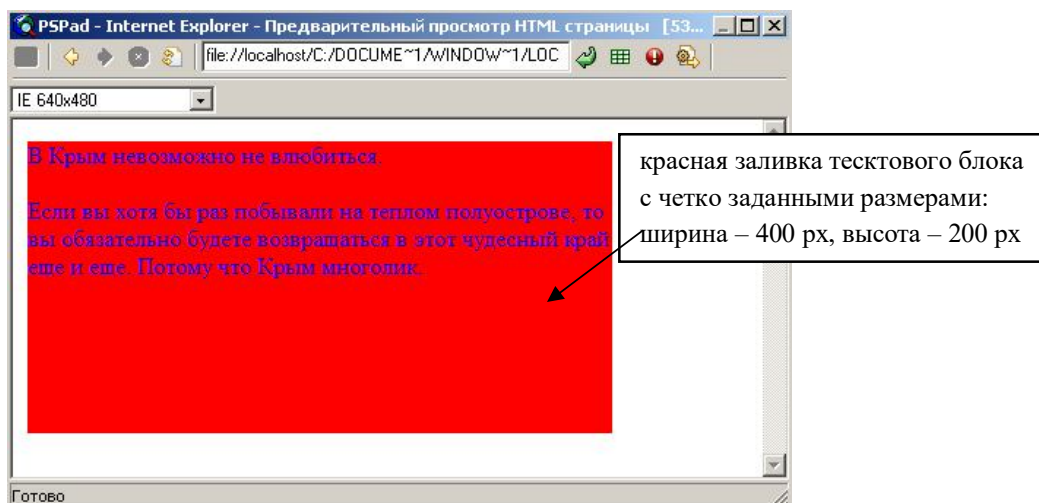 PSPad - Internet Explorer - Предварительный просмотр HTML страницы [53...
file://localhost/C:/DOCUME~1/WINDOW~1/LOC
IE 640x480
В Крым невозможно не влюбиться.
Если вы хотя бы раз побывали на теплом полуострове, то
вы обязательно будете возвращаться в этот чудесный край
еще и еще. Потому что Крым многолик.
красная заливка тесктового блока
с четко заданными размерами:
ширина – 400 px, высота – 200 px
Готово